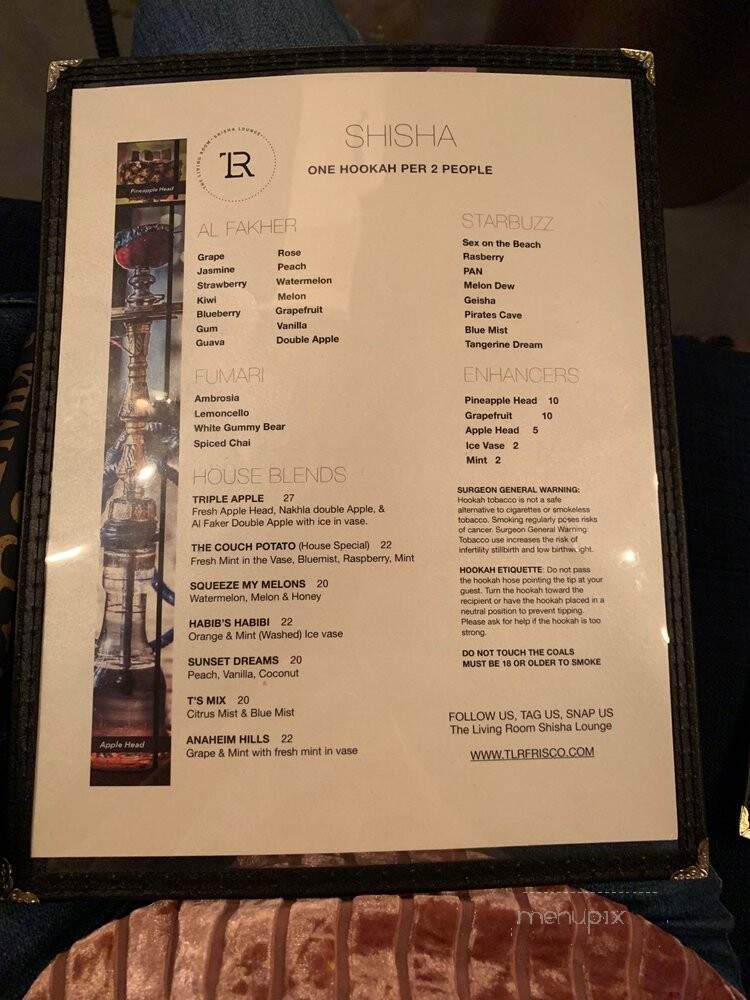 THE LIVING ROOM • SHISHA LOUNGE •
TLR
SHISHA
ONE HOOKAH PER 2 PEOPLE
Pineapple Head
AL FAKHER
Grape
Jasmine
Strawberry
Kiwi
Blueberry
Gum
Guava
Rose
Peach
Watermelon
Melon
Grapefruit
Vanilla
Double Apple
FUMARI
Ambrosia
Lemoncello
White Gummy Bear
Spiced Chai
HOUSE BLENDS
TRIPLE APPLE 27
Fresh Apple Head, Nakhla double Apple, &
Al Faker Double Apple with ice in vase.
THE COUCH POTATO (House Special) 22
Fresh Mint in the Vase, Bluemist, Raspberry, Mint
SQUEEZE MY MELONS 20
Watermelon, Melon & Honey
HABIB'S HABIBI 22
Orange & Mint (Washed) Ice vase
SUNSET DREAMS 20
Peach, Vanilla, Coconut
T'S MIX 20
Citrus Mist & Blue Mist
ANAHEIM HILLS 22
Grape & Mint with fresh mint in vase
Apple Head
STARBUZZ
Sex on the Beach
Rasberry
PAN
Melon Dew
Geisha
Pirates Cave
Blue Mist
Tangerine Dream
ENHANCERS
Pineapple Head 10
Grapefruit 10
Apple Head 5
Ice Vase 2
Mint 2
SURGEON GENERAL WARNING:
Hookah tobacco is not a safe
alternative to cigarettes or smokeless
tobacco. Smoking regularly poses risks
of cancer. Surgeon General Warning:
Tobacco use increases the risk of
infertility stillbirth and low birthweight.
HOOKAH ETIQUETTE: Do not pass
the hookah hose pointing the tip at your
guest. Turn the hookah toward the
recipient or have the hookah placed in a
neutral position to prevent tipping.
Please ask for help if the hookah is too
strong.
DO NOT TOUCH THE COALS
MUST BE 18 OR OLDER TO SMOKE
FOLLOW US, TAG US, SNAP US
The Living Room Shisha Lounge
WWW.TLRFRISCO.COM
menupix